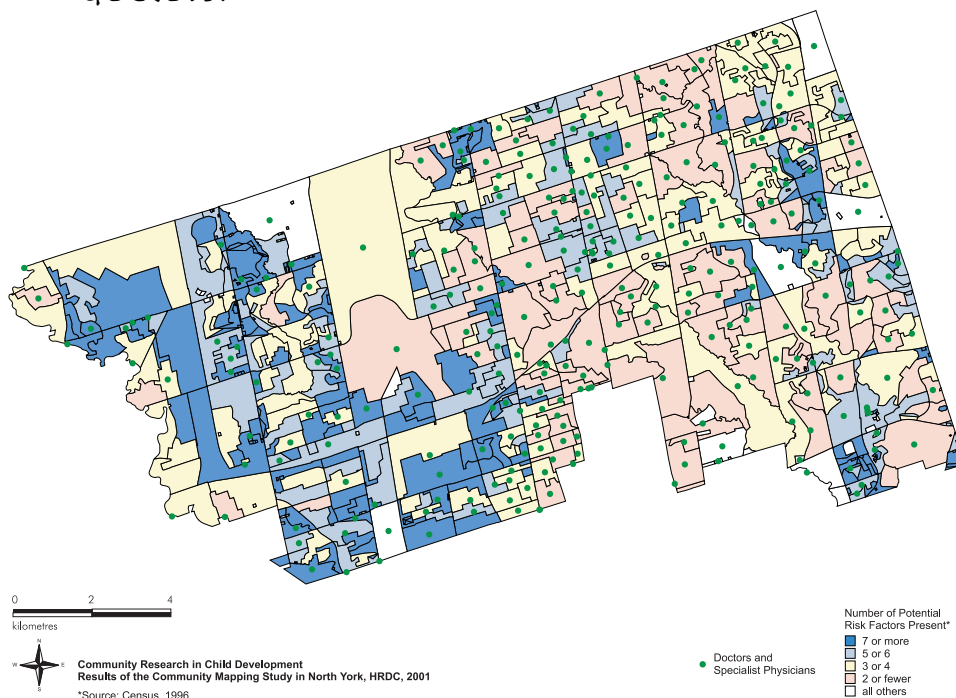 0 2 4
kilometres
N
W E
S
Community Research in Child Development
Results of the Community Mapping Study in North York, HRDC, 2001
*Source: Census, 1996
Doctors and
Specialist Physicians
Number of Potential
Risk Factors Present*
7 or more
5 or 6
3 or 4
2 or fewer
all others